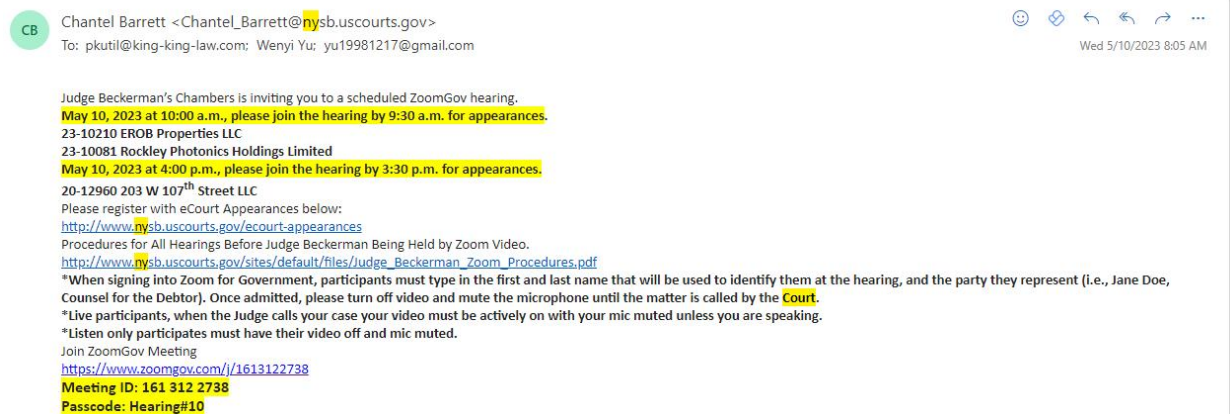 CB
Chantel Barrett <Chantel_Barrett@nysb.uscourts.gov>
To: pkutil@king-king-law.com; Wenyi Yu; yu19981217@gmail.com
Wed 5/10/2023 8:05 AM
Judge Beckerman's Chambers is inviting you to a scheduled ZoomGov hearing.
May 10, 2023 at 10:00 a.m., please join the hearing by 9:30 a.m. for appearances.
23-10210 EROB Properties LLC
23-10081 Rockley Photonics Holdings Limited
May 10, 2023 at 4:00 p.m., please join the hearing by 3:30 p.m. for appearances.
20-12960 203 W 107th Street LLC
Please register with eCourt Appearances below:
http://www.nysb.uscourts.gov/ecourt-appearances
Procedures for All Hearings Before Judge Beckerman Being Held by Zoom Video.
http://www.nysb.uscourts.gov/sites/default/files/Judge_Beckerman_Zoom_Procedures.pdf
*When signing into Zoom for Government, participants must type in the first and last name that will be used to identify them at the hearing, and the party they represent (i.e., Jane Doe,
Counsel for the Debtor). Once admitted, please turn off video and mute the microphone until the matter is called by the Court.
*Live participants, when the Judge calls your case your video must be actively on with your mic muted unless you are speaking.
*Listen only participates must have their video off and mic muted.
Join ZoomGov Meeting
https://www.zoomgov.com/j/1613122738
Meeting ID: 161 312 2738
Passcode: Hearing#10